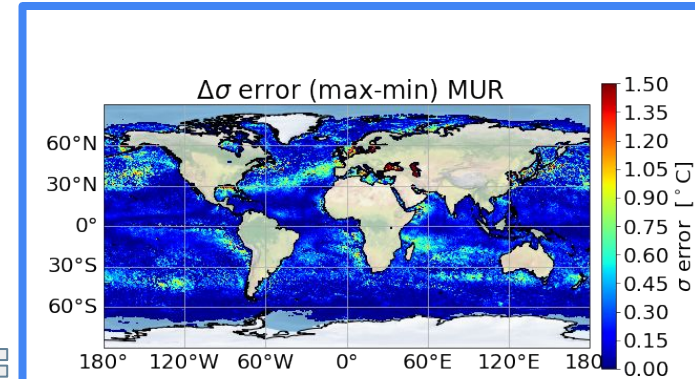 Δσ error (max-min) MUR
60°N
30°N
0°
30°S
60°S
180° 120°W 60°W 0° 60°E 120°E 180
1.50
1.35
1.20
1.05
0.90
0.75
0.60
0.45
0.30
0.15
0.00
σ error [°C]